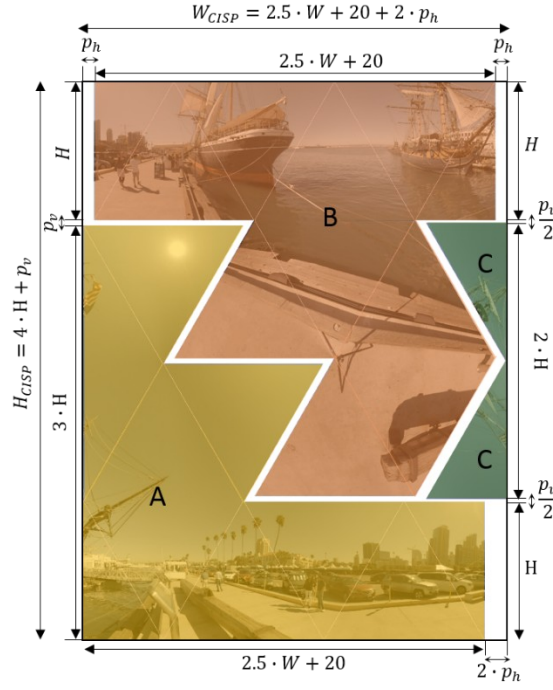 W_CISP = 2.5 · W + 20 + 2 · p_h
p_h
p_h
2.5 · W + 20
H
H
p_v
p_v/2
B
C
C
H_CISP = 4 · H + p_v
3 · H
2 · H
A
p_v/2
H
2.5 · W + 20
2 · p_h